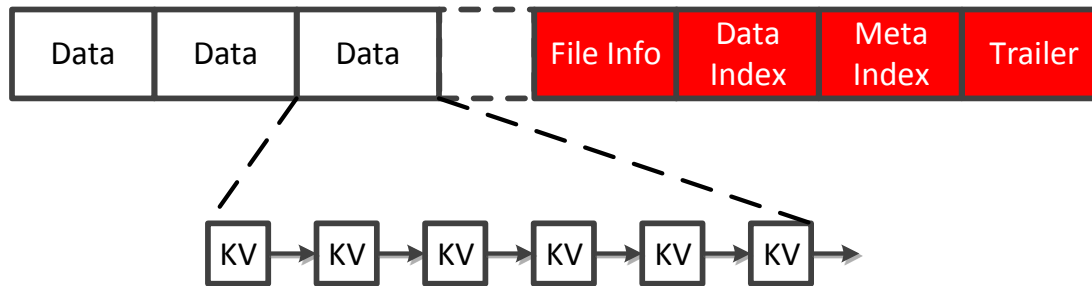 Data Data Data File Info Data Index Meta Index Trailer
KV KV KV KV KV KV